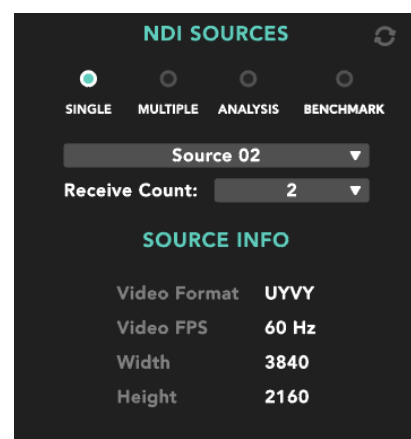 NDI SOURCES
SINGLE MULTIPLE ANALYSIS BENCHMARK
Source 02
Receive Count: 2
SOURCE INFO
Video Format UYVY
Video FPS 60 Hz
Width 3840
Height 2160